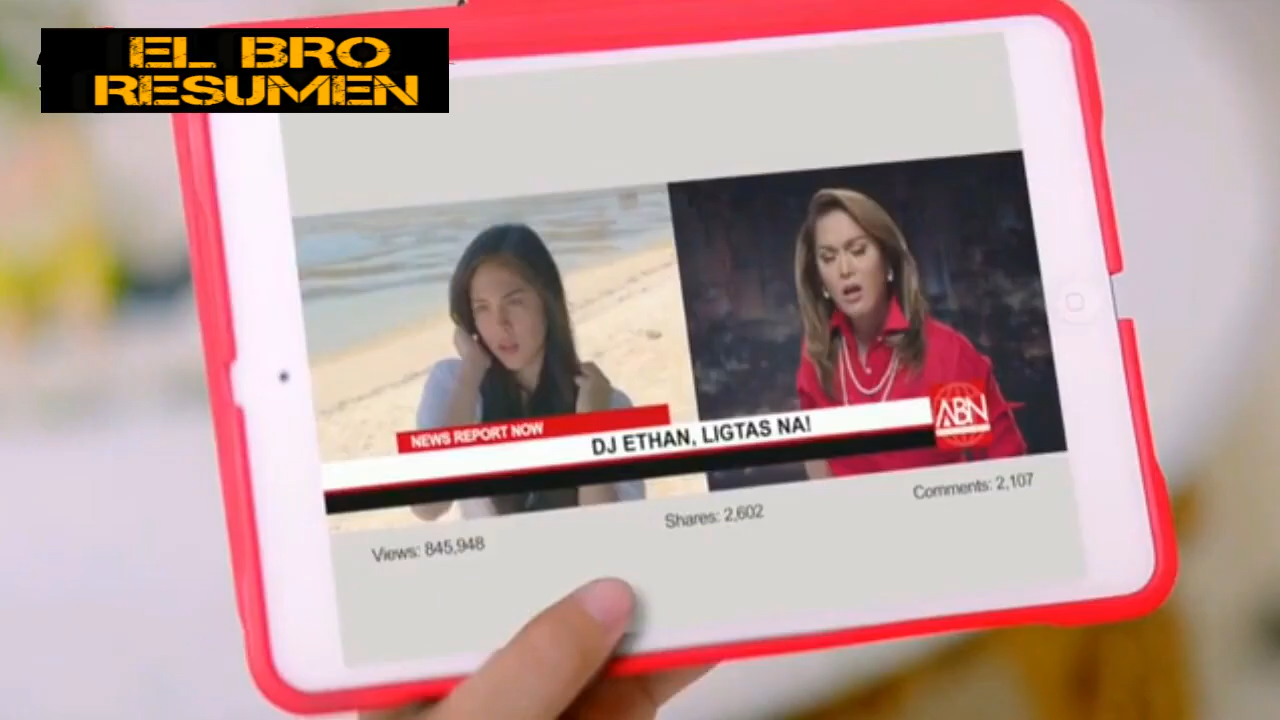 EL BRO
RESUMEN
NEWS REPORT NOW
DJ ETHAN, LIGTAS NA!
ABN
Views: 845,948
Shares: 2,602
Comments: 2,107